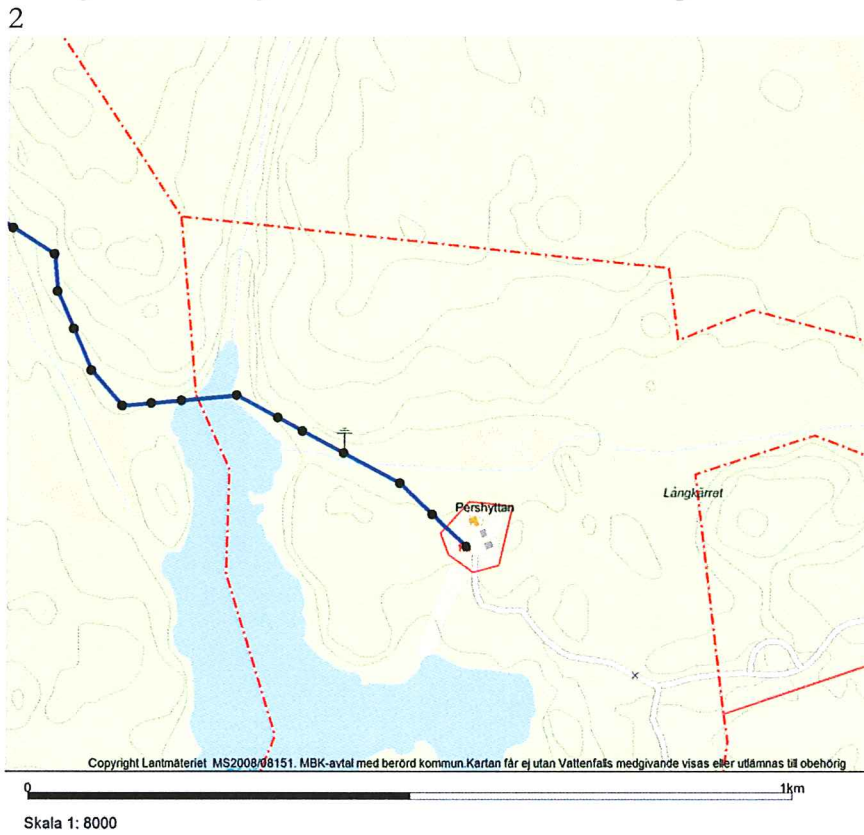 2
Pershyttan
Långkärret
Copyright Lantmäteriet MS2008/08151. MBK-avtal med berörd kommun.Kartan får ej utan Vattenfalls medgivande visas eller utlämnas till obehörig
0 1km
Skala 1: 8000